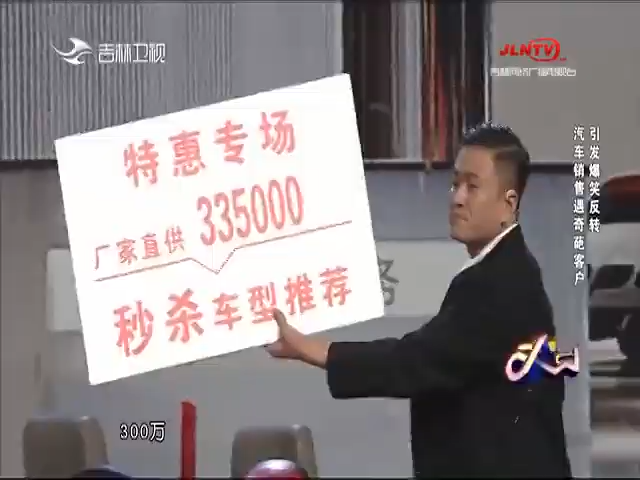 吉林卫视
JLNTV
吉林网络广播电视台
特惠专场
厂家直供 335000
秒杀车型推荐
引发爆笑反转
汽车销售遇奇葩客户
300万